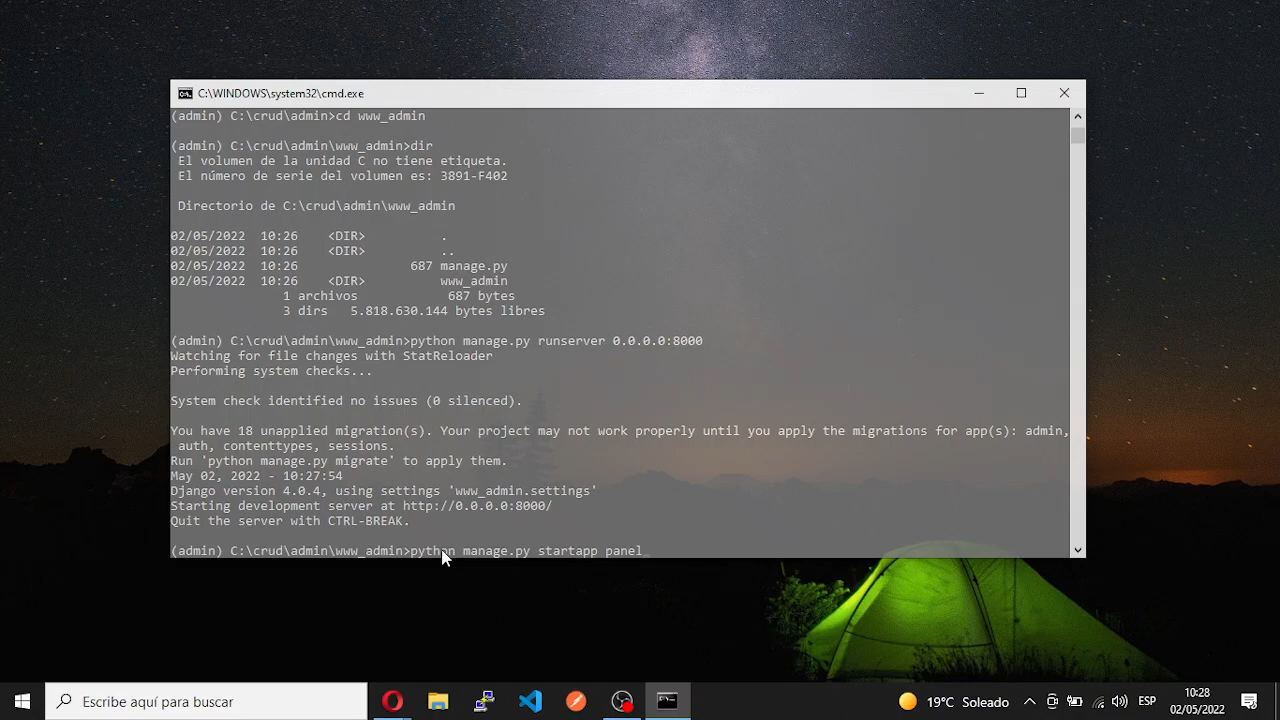 C:\WINDOWS\system32\cmd.exe
(admin) C:\crud\admin>cd www_admin
(admin) C:\crud\admin\www_admin>dir
El volumen de la unidad C no tiene etiqueta.
El número de serie del volumen es: 3891-F402
Directorio de C:\crud\admin\www_admin
02/05/2022  10:26    <DIR>          .
02/05/2022  10:26    <DIR>          ..
02/05/2022  10:26               687 manage.py
02/05/2022  10:26    <DIR>          www_admin
1 archivos            687 bytes
3 dirs   5.818.630.144 bytes libres
(admin) C:\crud\admin\www_admin>python manage.py runserver 0.0.0.0:8000
Watching for file changes with StatReloader
Performing system checks...
System check identified no issues (0 silenced).
You have 18 unapplied migration(s). Your project may not work properly until you apply the migrations for app(s): admin,
auth, contenttypes, sessions.
Run 'python manage.py migrate' to apply them.
May 02, 2022 - 10:27:54
Django version 4.0.4, using settings 'www_admin.settings'
Starting development server at http://0.0.0.0:8000/
Quit the server with CTRL-BREAK.
(admin) C:\crud\admin\www_admin>python manage.py startapp panel_
Escribe aquí para buscar
19°C Soleado
ESP
10:28
02/05/2022